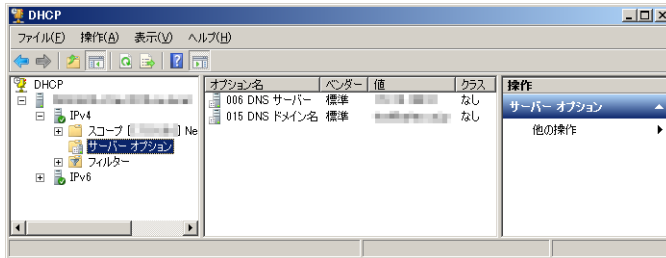 DHCP
ファイル(F) 操作(A) 表示(V) ヘルプ(H)
DHCP
IPv4
スコープ [ ] Ne
サーバー オプション
フィルター
IPv6
オプション名 ベンダー 値 クラス
006 DNS サーバー 標準 なし
015 DNS ドメイン名 標準 なし
操作
サーバー オプション
他の操作